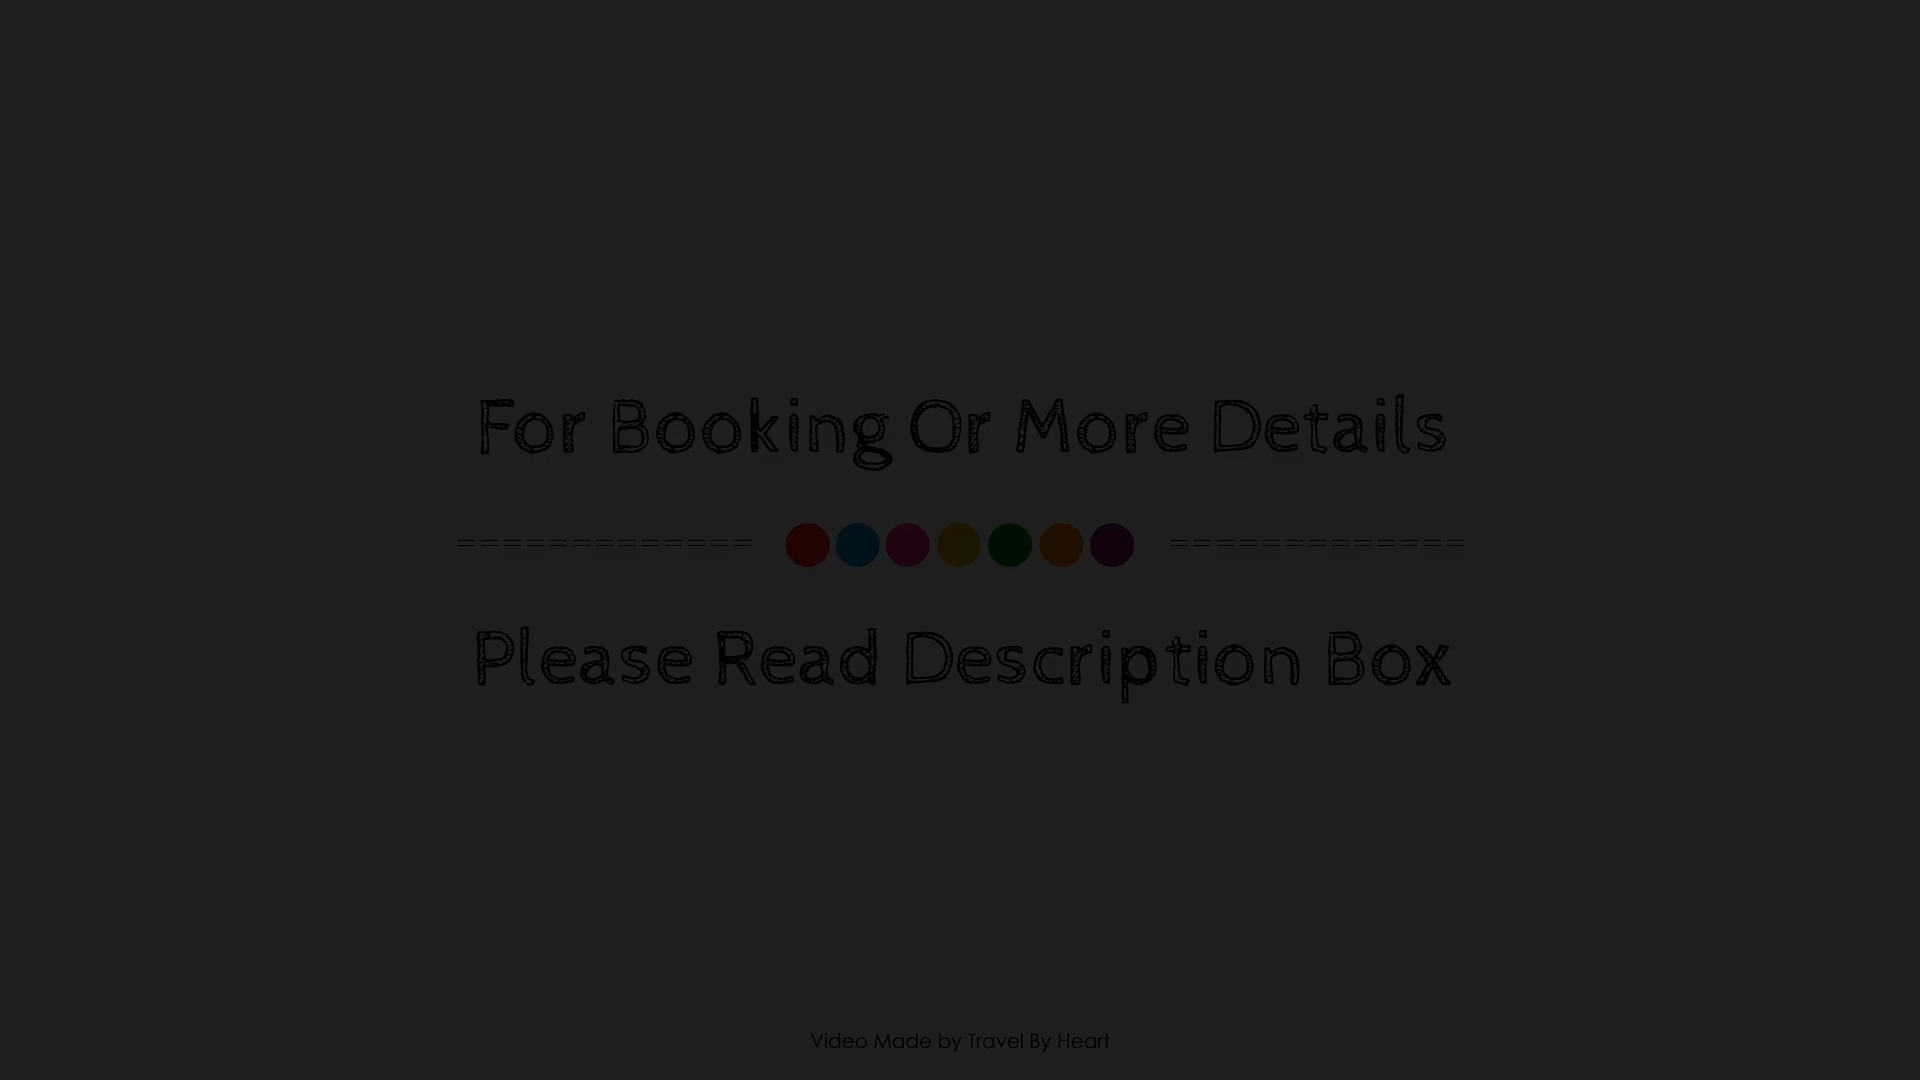 For Booking Or More Details
============= =============
Please Read Description Box
Video Made by Travel By Heart